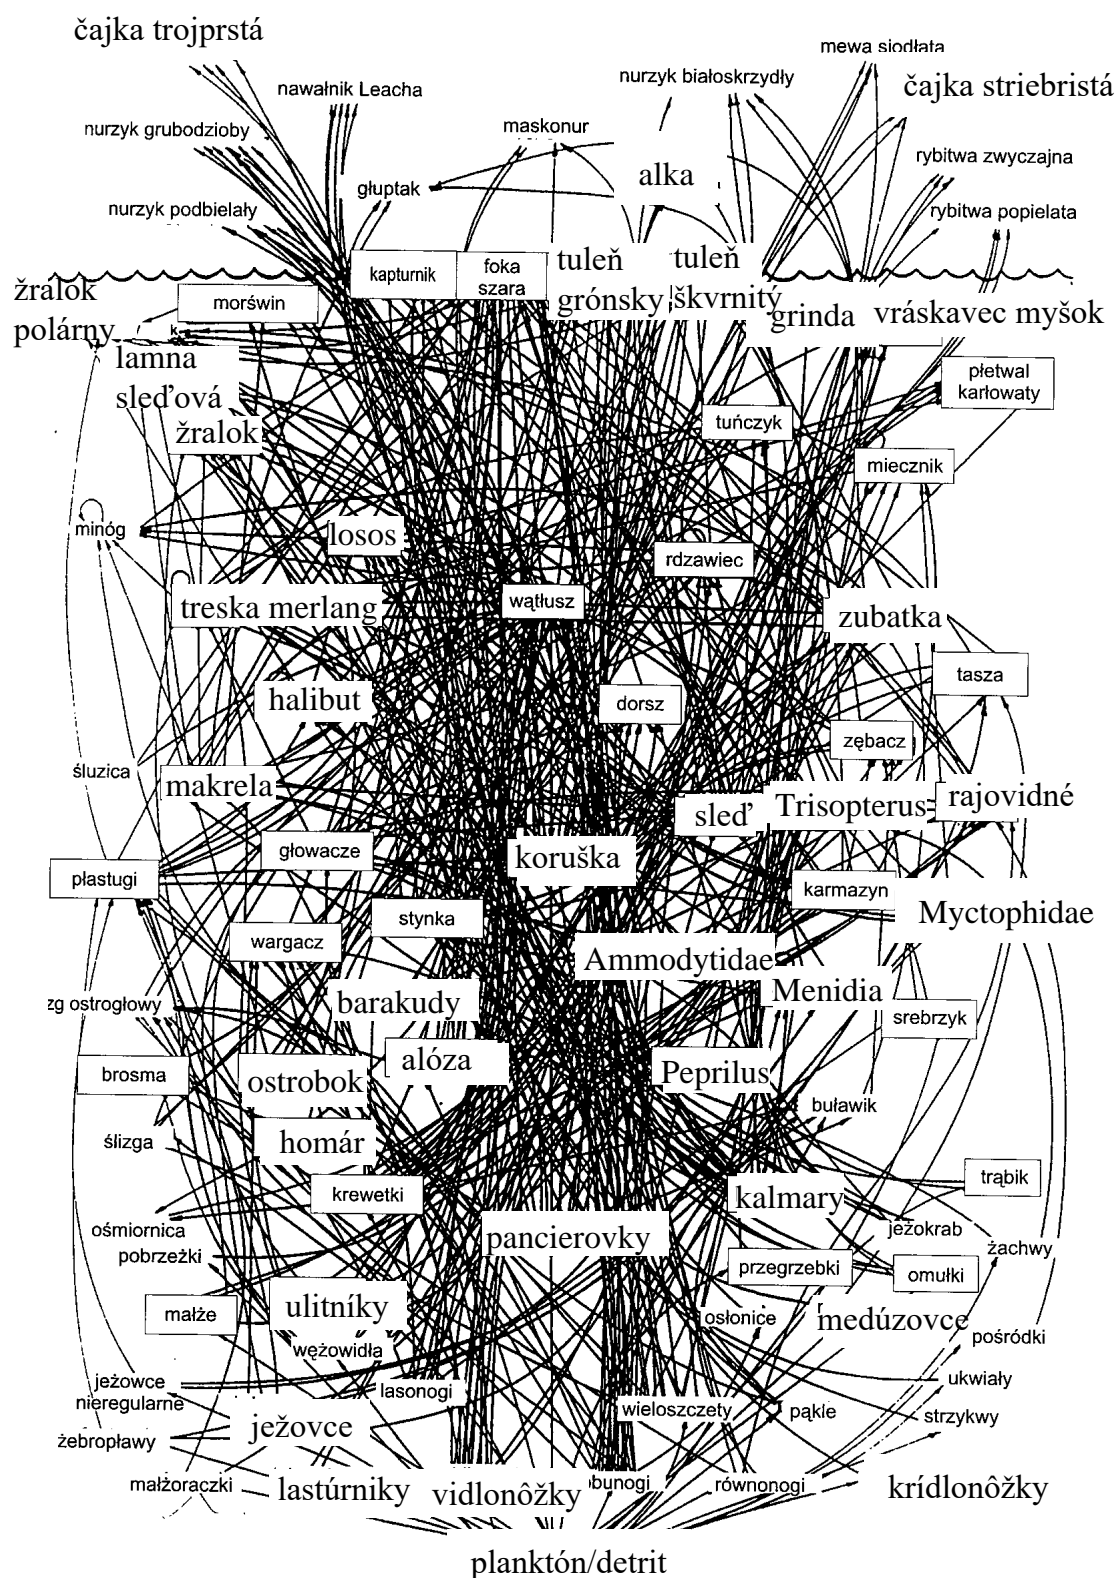 čajka trojprstá
mewa siodłata
nurzyk białoskrzydły
nawałnik Leacha
čajka striebristá
maskonur
nurzyk grubodzioby
rybitwa zwyczajna
alka
głuptak
nurzyk podbielały
rybitwa popielata
kapturnik
foka
szara
tuleň
grónsky
tuleň
škvrnitý
žrálok
polárny
morświn
grinda
vráskavec myšok
k
lamna
sleďová
płetwal
karłowaty
žralok
tuńczyk
miecznik
minóg
losos
rdzawiec
treska merlang
wątłusz
zubatka
tasza
halibut
dorsz
zębacz
śluzica
makrela
sleď
Trisopterus
rajovidné
głowacze
koruška
płastugi
karmazyn
stynka
Myctophidae
wargacz
Ammodytidae
barakudy
Menidia
zg ostrogłowy
srebrzyk
alóza
brosma
ostrobok
Peprilus
buławik
ślizga
homár
trąbik
krewetki
kalmary
ośmiornica
jeżokrab
pobrzeżki
pancierovky
żachwy
przegrzebki
omułki
małże
ulitníky
osłonice
medúzovce
pośródki
wężowidła
jeżowce
nieregularne
lasonogi
ukwiały
wieloszczety
pąkle
strzykwy
ježovce
żebropławy
małżoraczki
lastúrniky
vidlonôžky
bunogi
równonogi
krídlonôžky
planktón/detrit